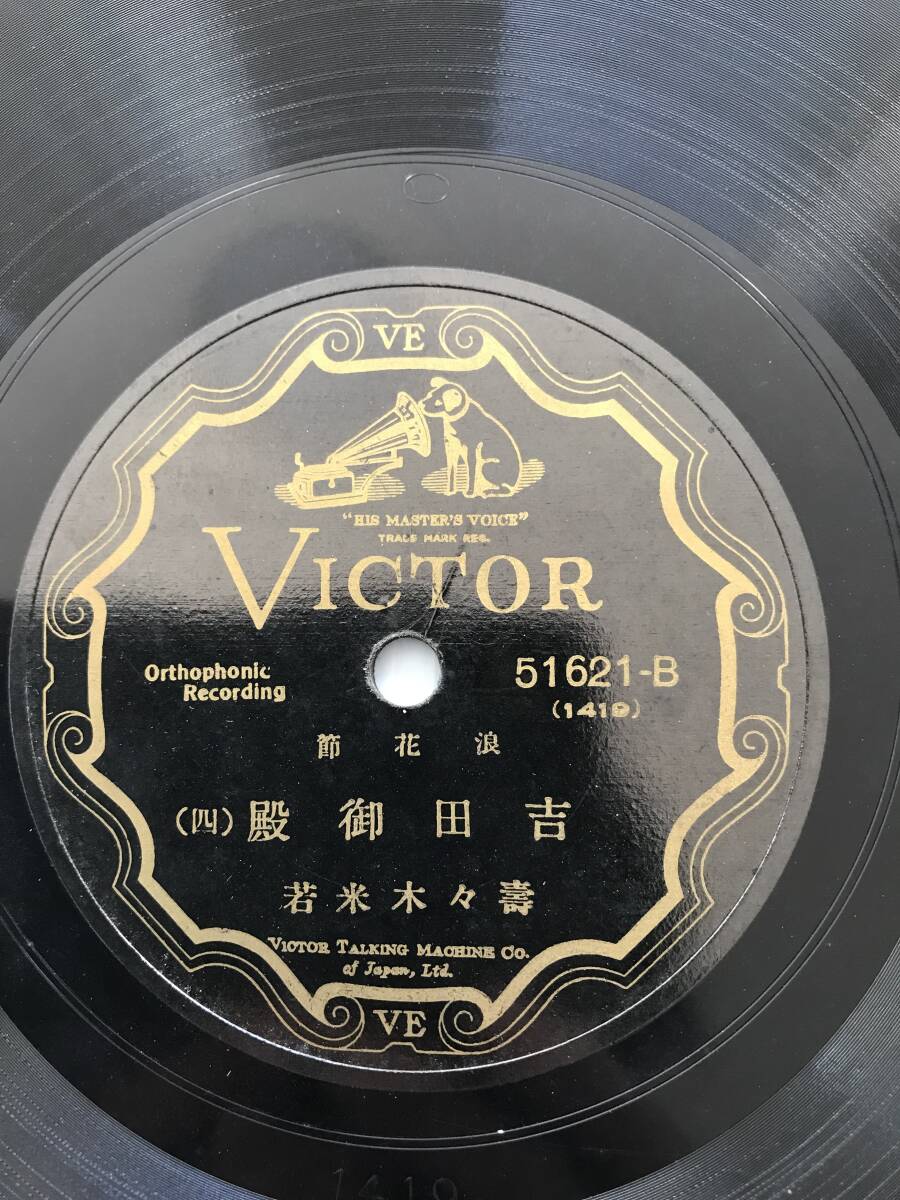 VE
"HIS MASTER'S VOICE"
TRADE MARK REG.
VICTOR
Orthophonic
Recording
51621-B
(1419)
浪花節
吉田御殿(四)
壽々木米若
VICTOR TALKING MACHINE CO.
of Japan, Ltd.
VE
1419